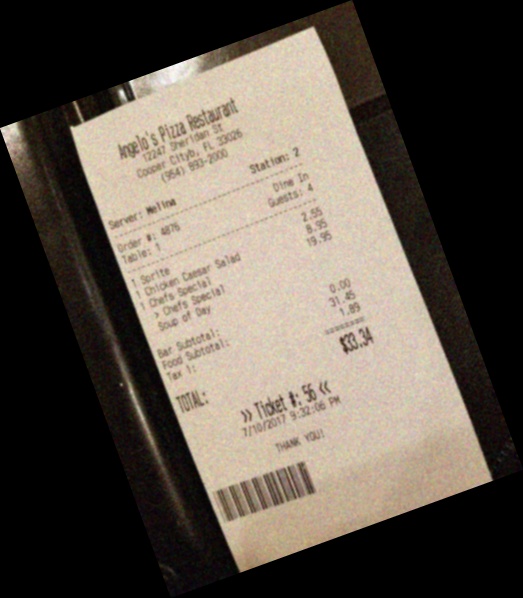 Angelo's Pizza Restaurant
12247 Sheridan St
Cooper Cityb, FL 33026
(954) 893-2000
Server: Melina Station: 2
Order #: 4876 Dine In
Table: 1 Guests: 4
1 Sprite 2.55
1 Chicken Caesar Salad 8.95
1 Chefs Special 19.95
> Chefs Special
Soup of Day
Bar Subtotal: 0.00
Food Subtotal: 31.45
Tax 1: 1.89
========
TOTAL: $33.34
>> Ticket #: 56 <<
7/10/2017 9:32:06 PM
THANK YOU!